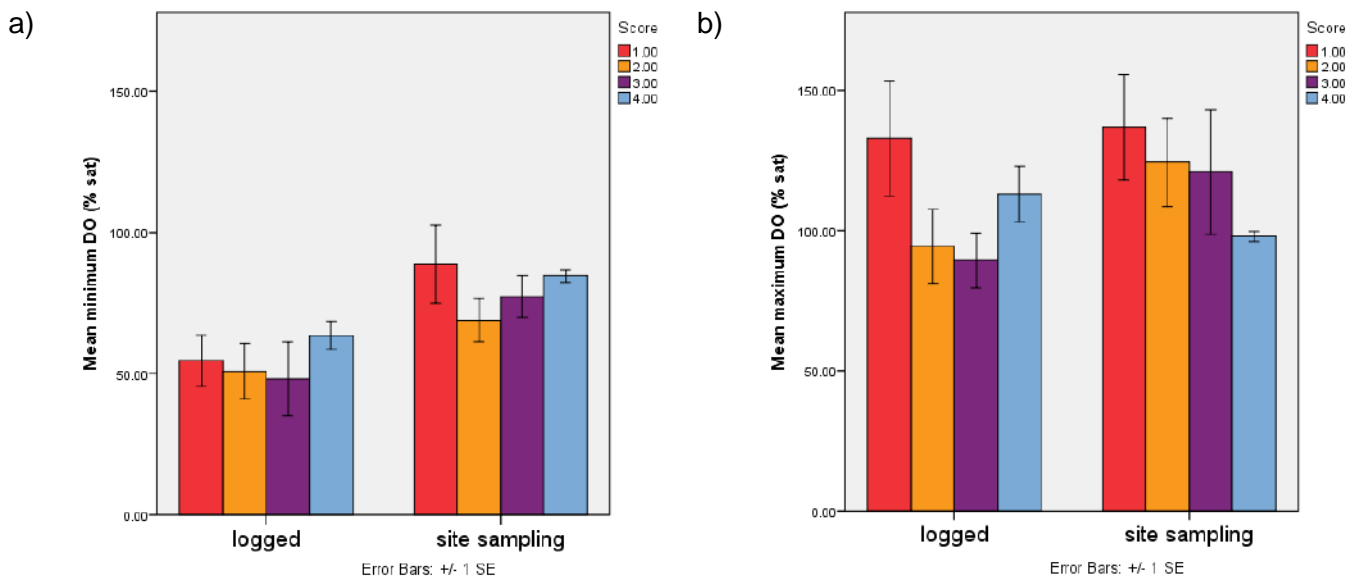 a)
Mean minimum DO (% sat)
150.00
100.00
50.00
0.00
logged
site sampling
Error Bars: +/- 1 SE
Score
1.00
2.00
3.00
4.00
b)
Mean maximum DO (% sat)
150.00
100.00
50.00
0.00
logged
site sampling
Error Bars: +/- 1 SE
Score
1.00
2.00
3.00
4.00